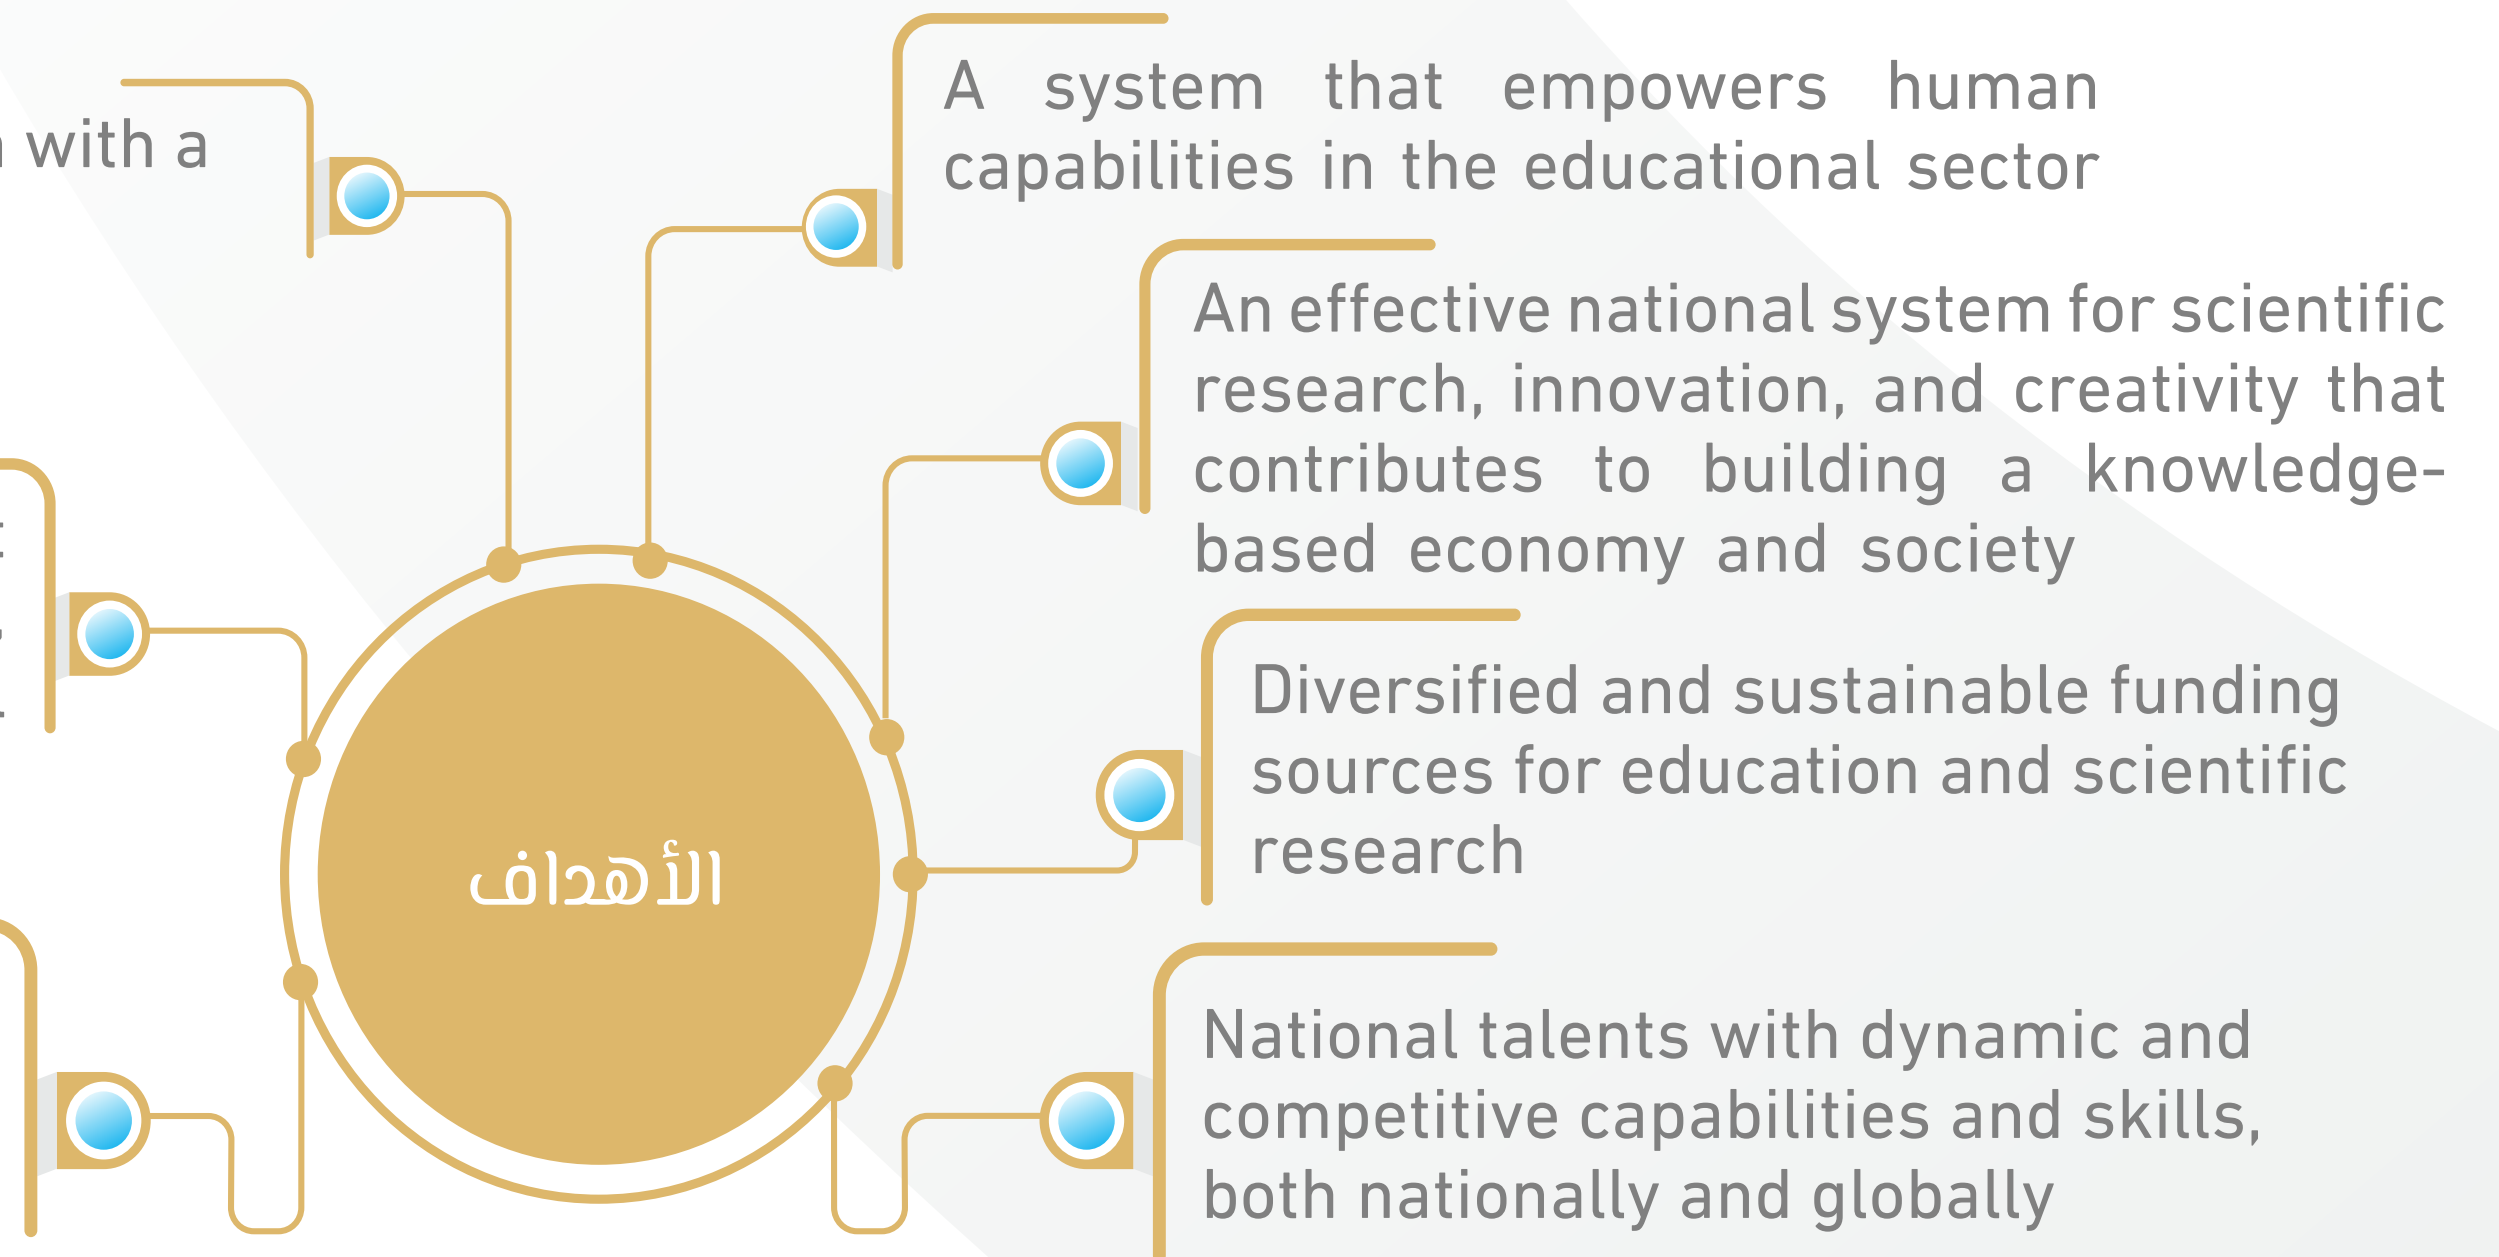 with a
A system that empowers human
capabilities in the educational sector
An effective national system for scientific
research, innovation, and creativity that
contributes to building a knowledge-
based economy and society
Diversified and sustainable funding
sources for education and scientific
research
الأهداف
National talents with dynamic and
competitive capabilities and skills,
both nationally and globally